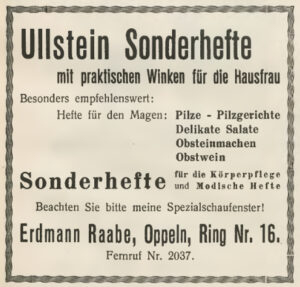 Ullstein Sonderhefte
mit praktischen Winken für die Hausfrau
Besonders empfehlenswert:
Hefte für den Magen: Pilze - Pilzgerichte
Delikate Salate
Obsteinmachen
Obstwein
Sonderhefte für die Körperpflege
und Modische Hefte
Beachten Sie bitte meine Spezialschaufenster!
Erdmann Raabe, Oppeln, Ring Nr. 16.
Fernruf Nr. 2037.